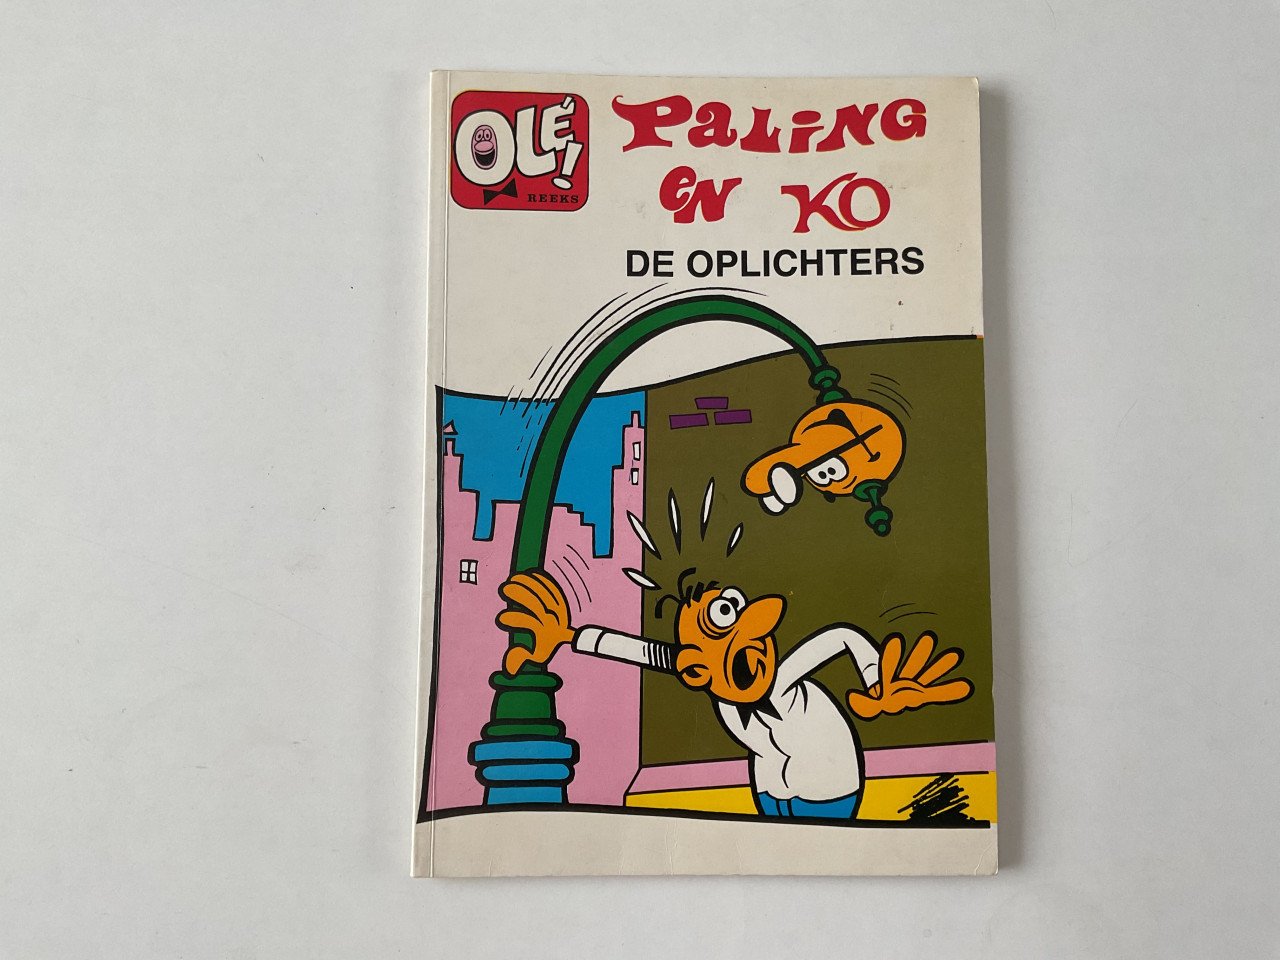 OLÉ!
REEKS
PALING
EN KO
DE OPLICHTERS